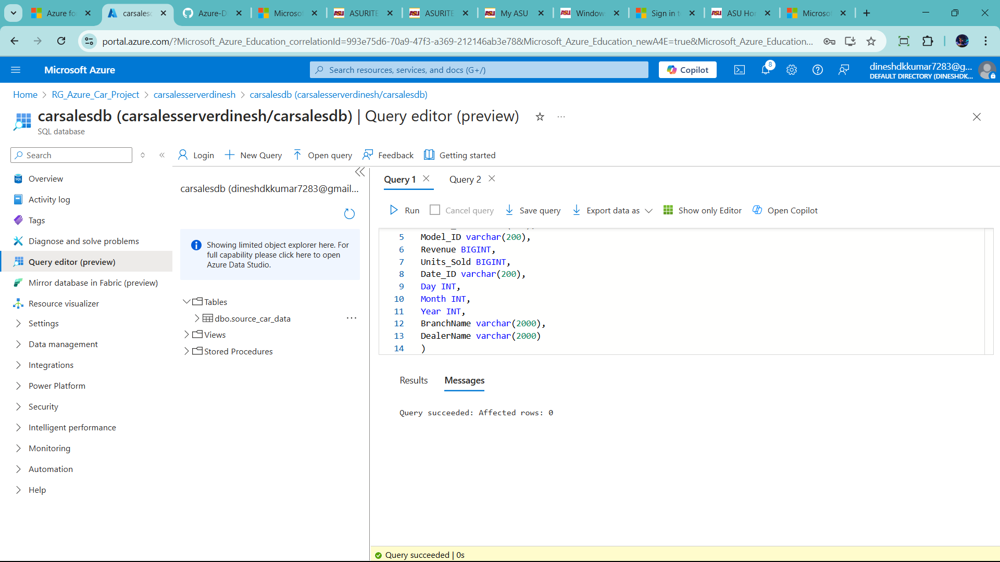 Azure fo
carsalesc
Azure-D
Microsof
ASURITE
ASURITE
My ASU
Window
Sign in t
ASU Hor
Microsof
portal.azure.com/?Microsoft_Azure_Education_correlationId=993e75d6-70a9-47f3-a369-212146ab3e78&Microsoft_Azure_Education_newA4E=true&Microsoft_Azure_Education...
Microsoft Azure
Search resources, services, and docs (G+/)
Copilot
8
dineshdkkumar7283@g...
DEFAULT DIRECTORY (DINESHDK...
Home > RG_Azure_Car_Project > carsalesserverdinesh > carsalesdb (carsalesserverdinesh/carsalesdb)
carsalesdb (carsalesserverdinesh/carsalesdb) | Query editor (preview)
SQL database
Search
Login
New Query
Open query
Feedback
Getting started
Overview
Activity log
Tags
Diagnose and solve problems
Query editor (preview)
Mirror database in Fabric (preview)
Resource visualizer
Settings
Data management
Integrations
Power Platform
Security
Intelligent performance
Monitoring
Automation
Help
carsalesdb (dineshdkkumar7283@gmail...
Showing limited object explorer here. For
full capability please click here to open
Azure Data Studio.
Tables
dbo.source_car_data
Views
Stored Procedures
Query 1
Query 2
Run
Cancel query
Save query
Export data as
Show only Editor
Open Copilot
5 Model_ID varchar(200),
6 Revenue BIGINT,
7 Units_Sold BIGINT,
8 Date_ID varchar(200),
9 Day INT,
10 Month INT,
11 Year INT,
12 BranchName varchar(2000),
13 DealerName varchar(2000)
14 )
Results
Messages
Query succeeded: Affected rows: 0
Query succeeded | 0s